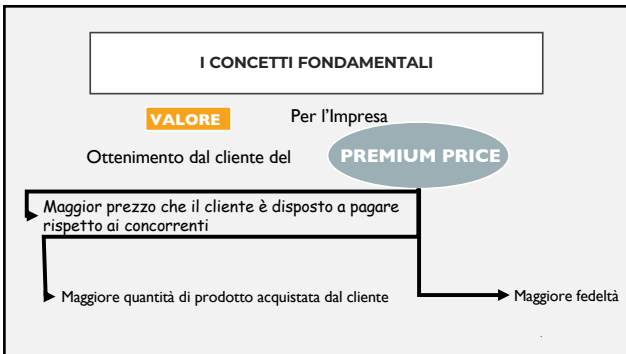 I CONCETTI FONDAMENTALI
VALORE Per l'Impresa
Ottenimento dal cliente del PREMIUM PRICE
Maggior prezzo che il cliente è disposto a pagare
rispetto ai concorrenti
Maggiore quantità di prodotto acquistata dal cliente Maggiore fedeltà
.